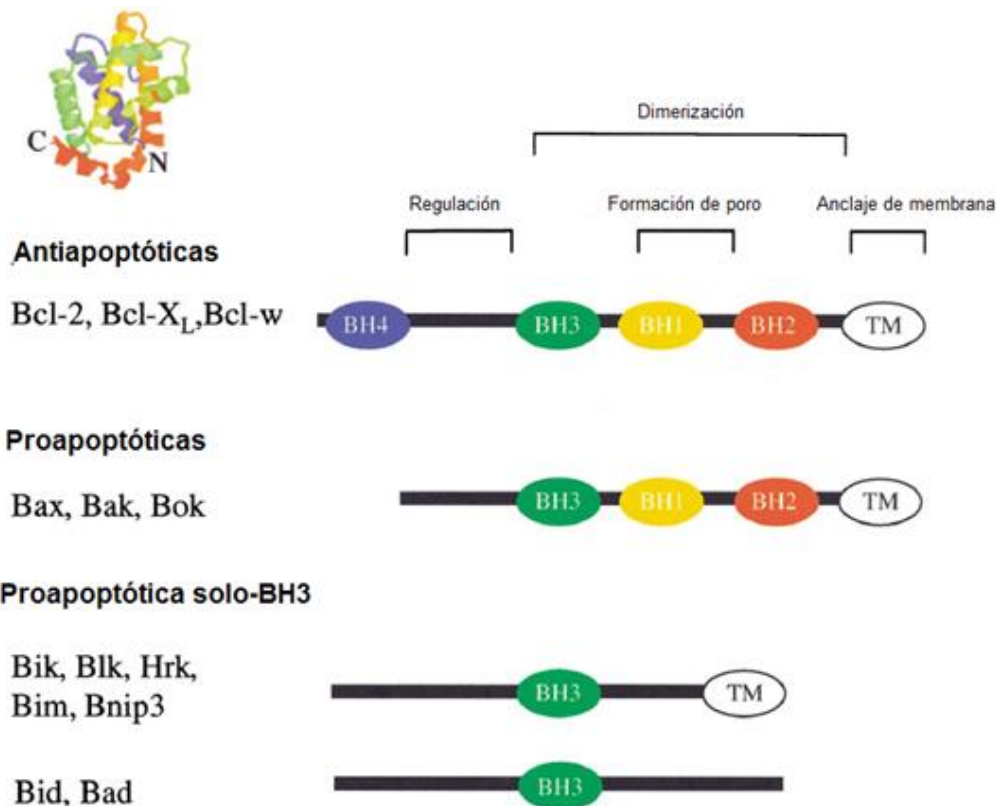 C
N
Dimerización
Regulación
Formación de poro
Anclaje de membrana
Antiapoptóticas
Bcl-2, Bcl-XL,Bcl-w
BH4
BH3
BH1
BH2
TM
Proapoptóticas
Bax, Bak, Bok
BH3
BH1
BH2
TM
Proapoptótica solo-BH3
Bik, Blk, Hrk,
Bim, Bnip3
BH3
TM
Bid, Bad
BH3